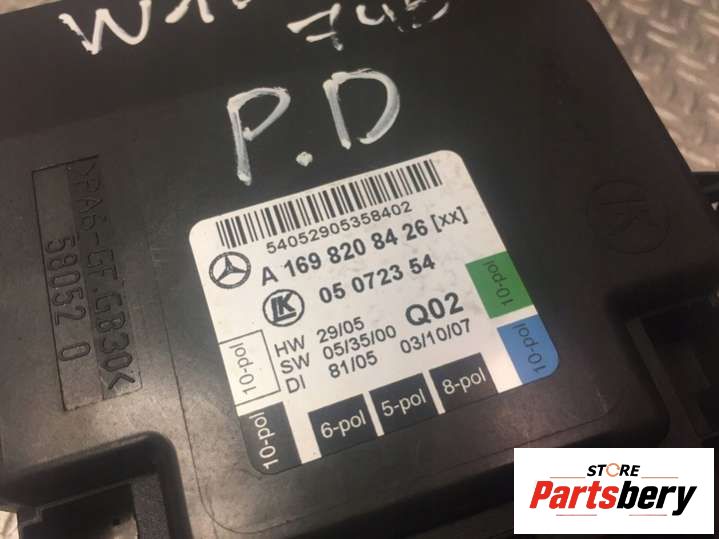 P.D
>PA6-GF.G830K
58052 0
54052905358402
A 169 820 84 26 [xx]
LK
05 0723 54
HW 29/05
SW 05/35/00
DI 81/05
Q02
03/10/07
10-pol
10-pol
10-pol
10-pol
6-pol
5-pol
8-pol
STORE
Partsbery